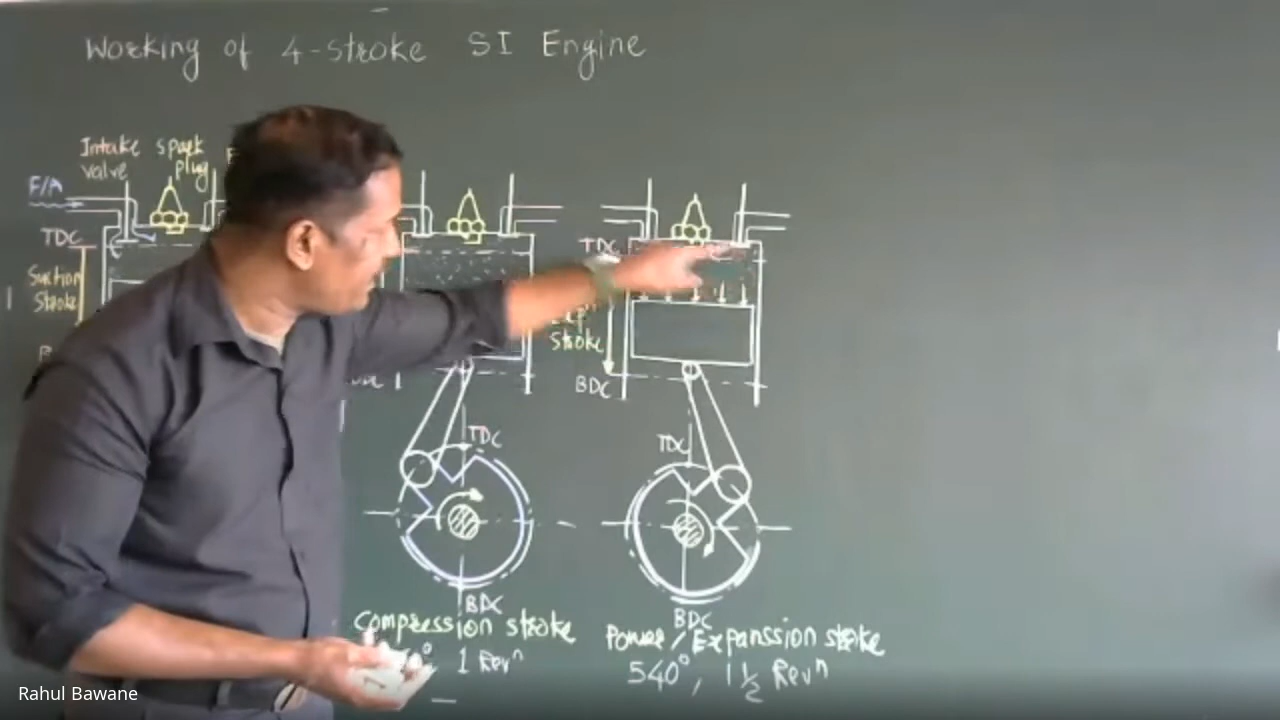 Working of 4-stroke SI Engine
Intake spark
valve plug
F/A
TDC
Suction
Stroke
TDC
stroke
BDC
TDC
BDC
TDC
BDC
Compression stroke
1 Revⁿ
Power/Expanssion stroke
540°, 1½ Revⁿ
Rahul Bawane